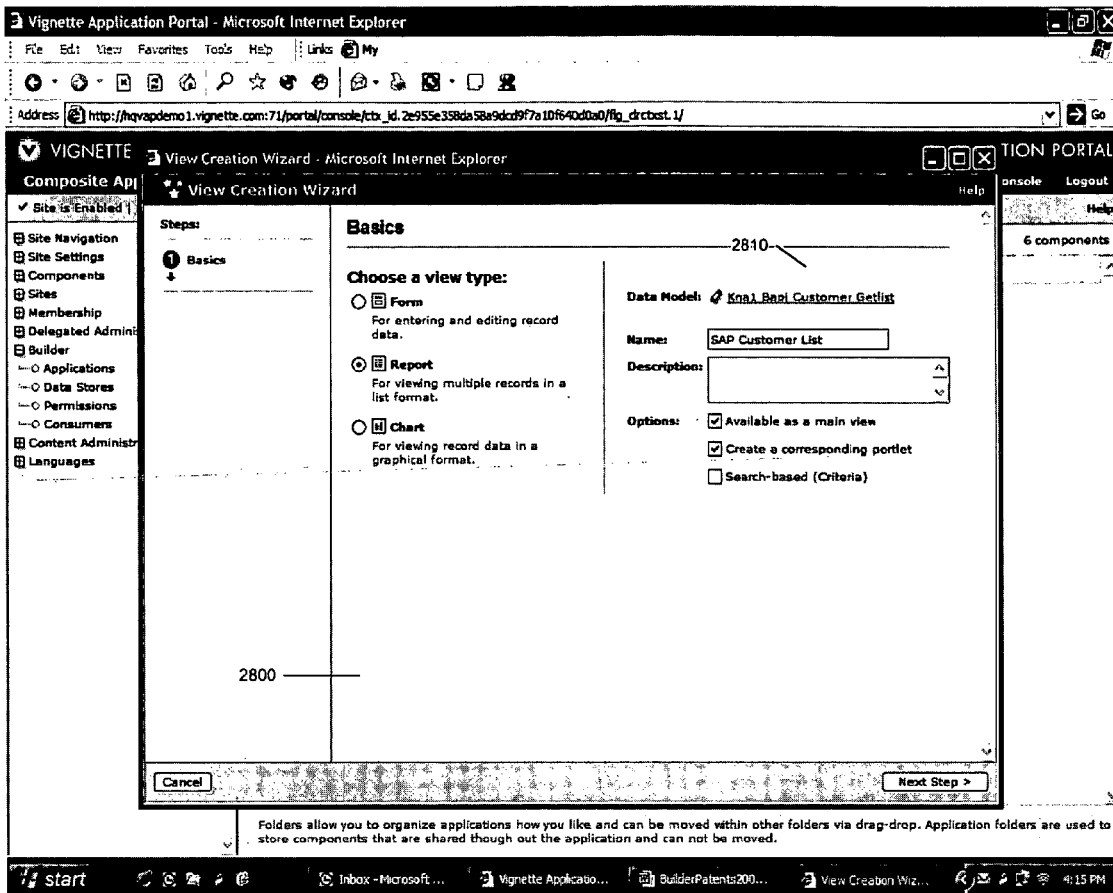 Vignette Application Portal - Microsoft Internet Explorer
File Edit View Favorites Tools Help Links My
Address http://hqvapdemo1.vignette.com:71/portal/console/ctx_id.2e955e358da58a9dcd9f7a10f640d0a0/flg_drctxst.1/ Go
VIGNETTE TION PORTAL
View Creation Wizard - Microsoft Internet Explorer
Composite Ap onsole Logout
View Creation Wizard Help
Site is Enabled Help
6 components
Site Navigation
Site Settings
Components
Sites
Membership
Delegated Adminis
Builder
Applications
Data Stores
Permissions
Consumers
Content Administr
Languages
Steps:
1 Basics
Basics
2810
Choose a view type:
Form
For entering and editing record
data.
Report
For viewing multiple records in a
list format.
Chart
For viewing record data in a
graphical format.
Data Model: Kna1 Bapi Customer Getlist
Name: SAP Customer List
Description:
Options: Available as a main view
Create a corresponding portlet
Search-based (Criteria)
2800
Cancel Next Step >
Folders allow you to organize applications how you like and can be moved within other folders via drag-drop. Application folders are used to
store components that are shared though out the application and can not be moved.
start Inbox - Microsoft ... Vignette Applicatio... BuilderPatents200... View Creation Wiz... 4:15 PM